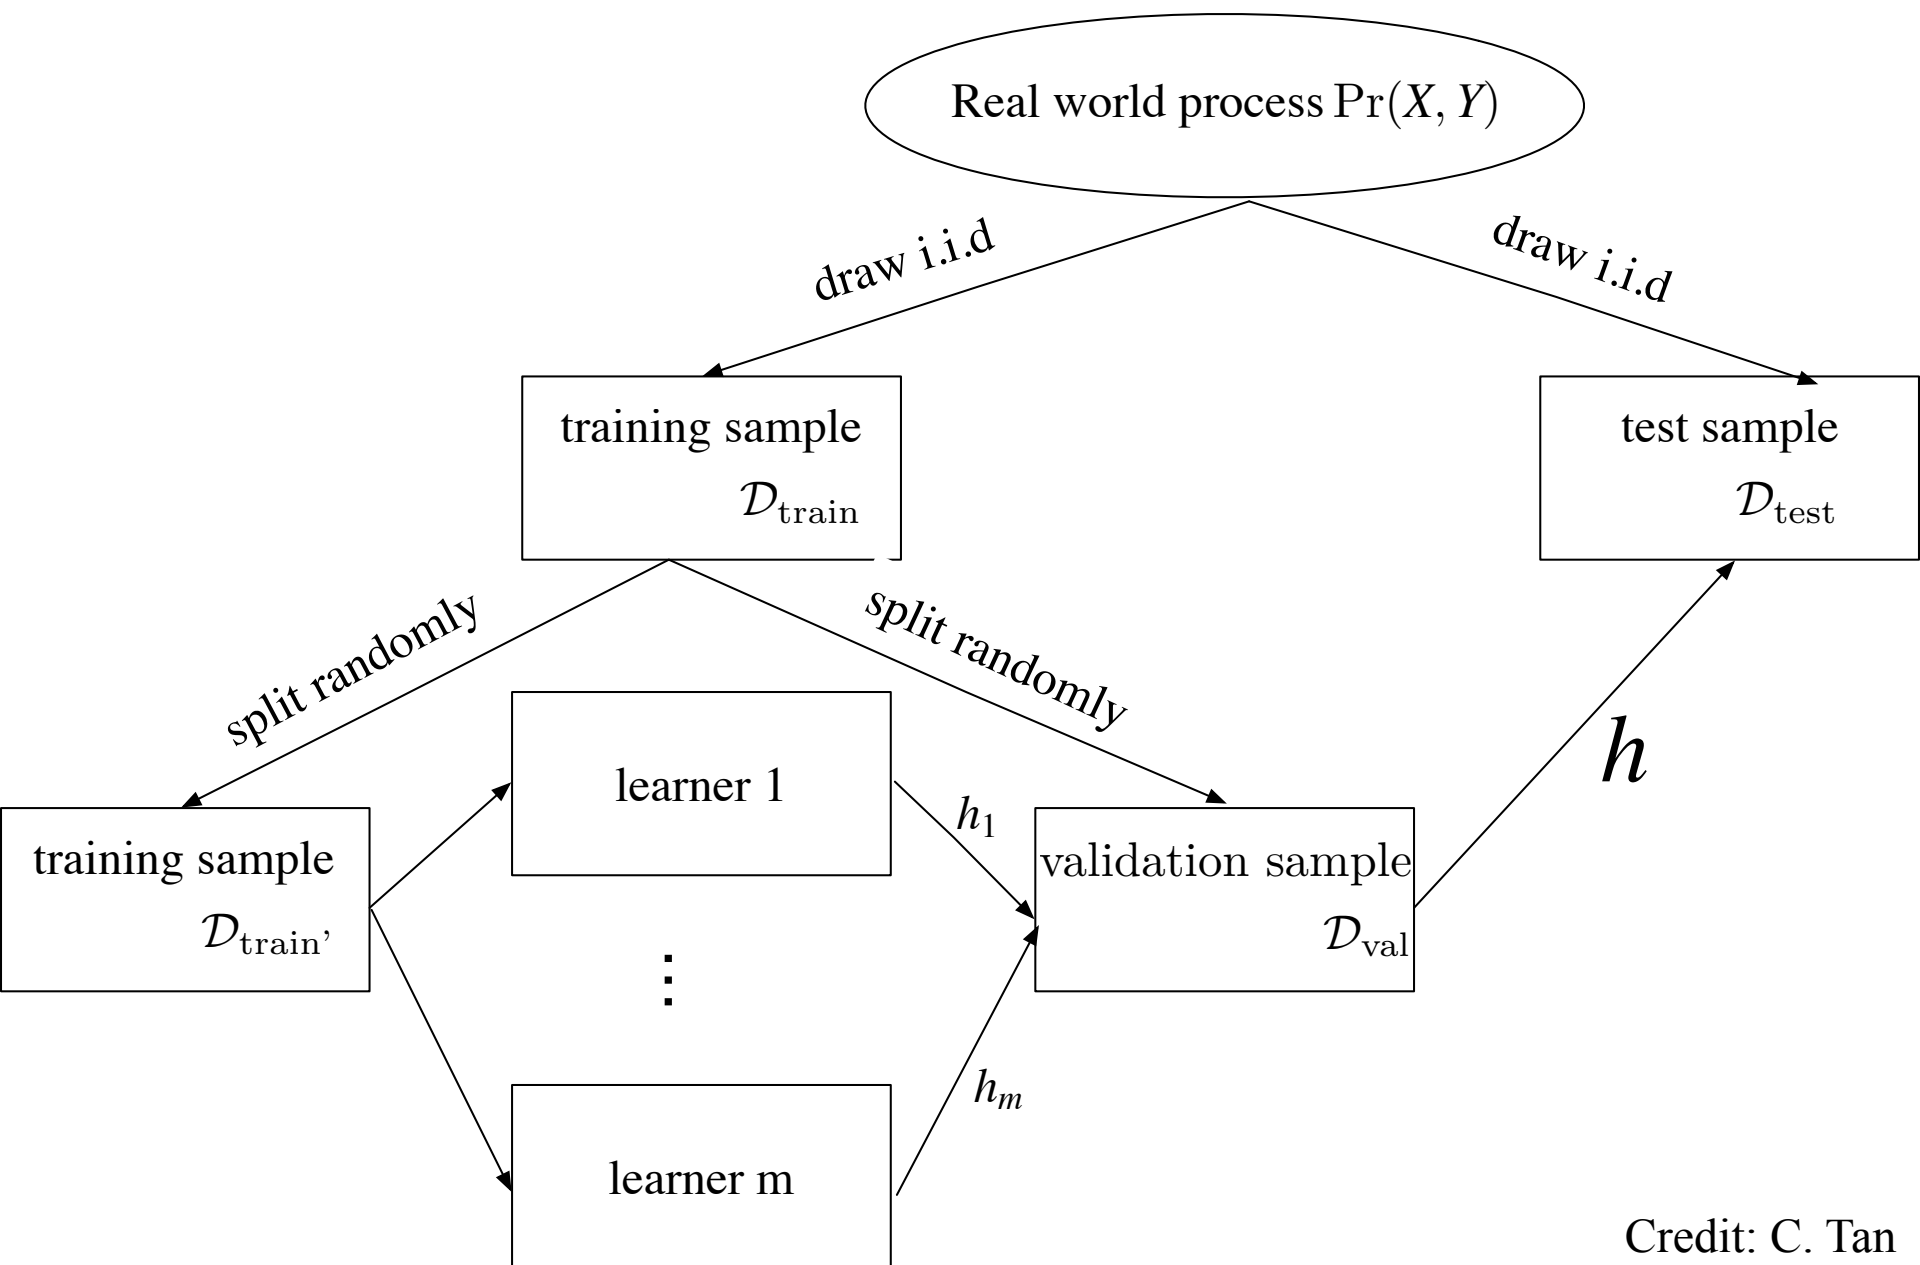 Real world process Pr(X, Y)
draw i.i.d
draw i.i.d
training sample
𝒟train
test sample
𝒟test
split randomly
split randomly
learner 1
h1
h
training sample
𝒟train'
validation sample
𝒟val
⋮
hm
learner m
Credit: C. Tan